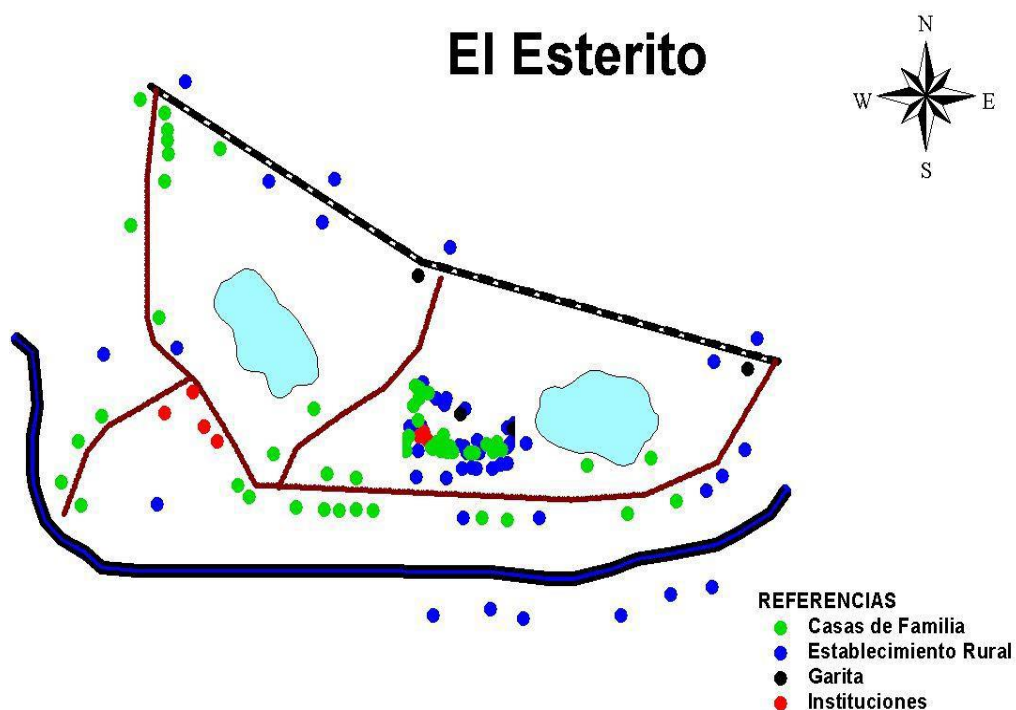 El Esterito
N
W
E
S
REFERENCIAS
Casas de Familia
Establecimiento Rural
Garita
Instituciones